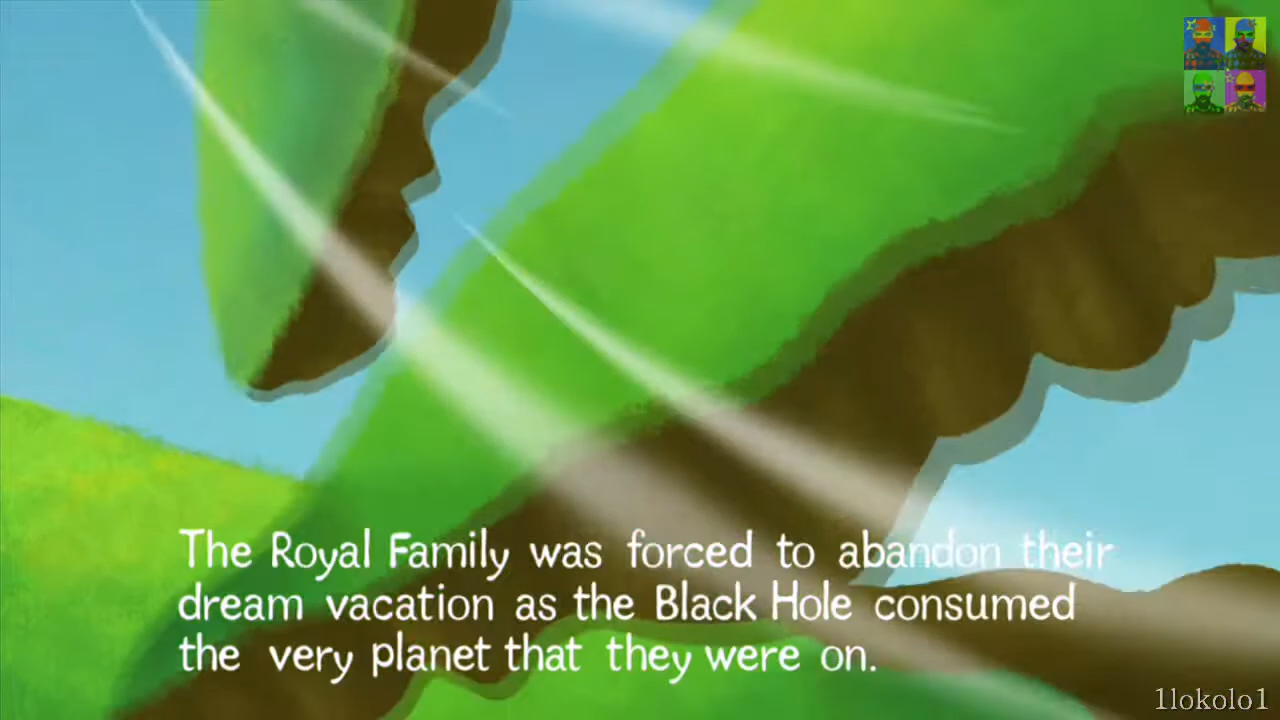 The Royal Family was forced to abandon their
dream vacation as the Black Hole consumed
the very planet that they were on.
1lokolo1